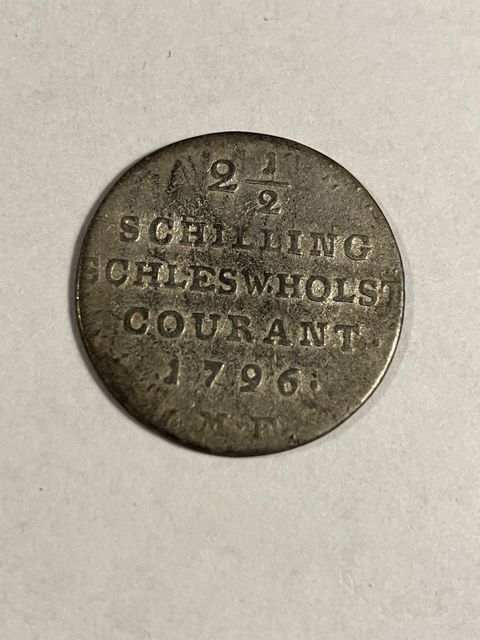 2 1/2
SCHILLING
SCHLESWHOLST
COURANT.
1796.
M.F.